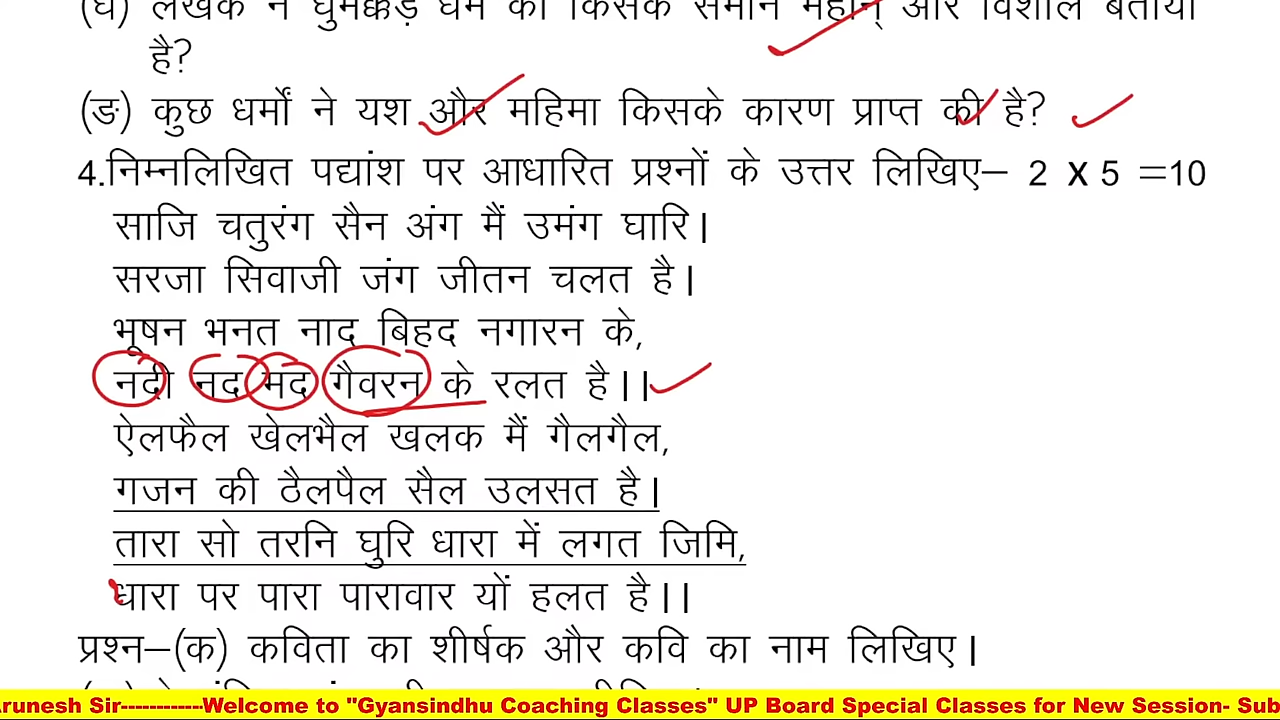 (घ) लेखक ने घुमक्कड़ धर्म को किसके समान महान् और विशाल बताया
है?
(ङ) कुछ धर्मों ने यश और महिमा किसके कारण प्राप्त की है?
4.निम्नलिखित पद्यांश पर आधारित प्रश्नों के उत्तर लिखिए– 2 x 5 =10
साजि चतुरंग सैन अंग मैं उमंग घारि।
सरजा सिवाजी जंग जीतन चलत है।
भूषन भनत नाद बिहद नगारन के,
नदी नद मद गैवरन के रलत है।।
ऐलफैल खेलभैल खलक मैं गैलगैल,
गजन की ठैलपैल सैल उलसत है।
तारा सो तरनि घुरि धारा में लगत जिमि,
धारा पर पारा पारावार यों हलत है।।
प्रश्न–(क) कविता का शीर्षक और कवि का नाम लिखिए।
Arunesh Sir-----------Welcome to "Gyansindhu Coaching Classes" UP Board Special Classes for New Session- Sub